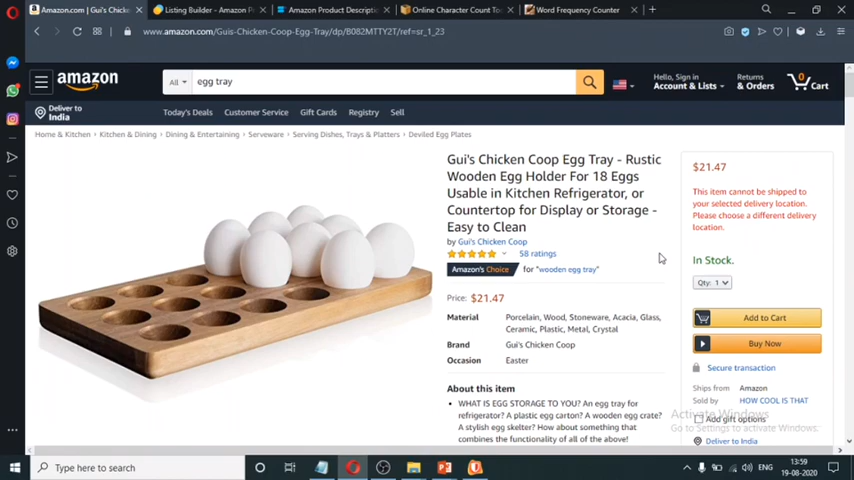 Amazon.com | Gui's Chicke
Listing Builder - Amazon P
Amazon Product Descriptio
Online Character Count To
Word Frequency Counter
www.amazon.com/Guis-Chicken-Coop-Egg-Tray/dp/B082MTTY2T/ref=sr_1_23
amazon
All
egg tray
Hello, Sign in
Account & Lists
Returns
& Orders
0
Cart
Deliver to
India
Today's Deals
Customer Service
Gift Cards
Registry
Sell
Home & Kitchen › Kitchen & Dining › Dining & Entertaining › Serveware › Serving Dishes, Trays & Platters › Deviled Egg Plates
Gui's Chicken Coop Egg Tray - Rustic
Wooden Egg Holder For 18 Eggs
Usable in Kitchen Refrigerator, or
Countertop for Display or Storage -
Easy to Clean
by Gui's Chicken Coop
58 ratings
Amazon's Choice
for "wooden egg tray"
Price: $21.47
Material
Porcelain, Wood, Stoneware, Acacia, Glass,
Ceramic, Plastic, Metal, Crystal
Brand
Gui's Chicken Coop
Occasion
Easter
About this item
• WHAT IS EGG STORAGE TO YOU? An egg tray for
refrigerator? A plastic egg carton? A wooden egg crate?
A stylish egg skelter? How about something that
combines the functionality of all of the above!
$21.47
This item cannot be shipped to
your selected delivery location.
Please choose a different delivery
location.
In Stock.
Qty: 1
Add to Cart
Buy Now
Secure transaction
Ships from
Amazon
Sold by
HOW COOL IS THAT
Add gift options
Deliver to India
Activate Windows
Go to Settings to activate Windows.
Type here to search
ENG
13:59
19-08-2020